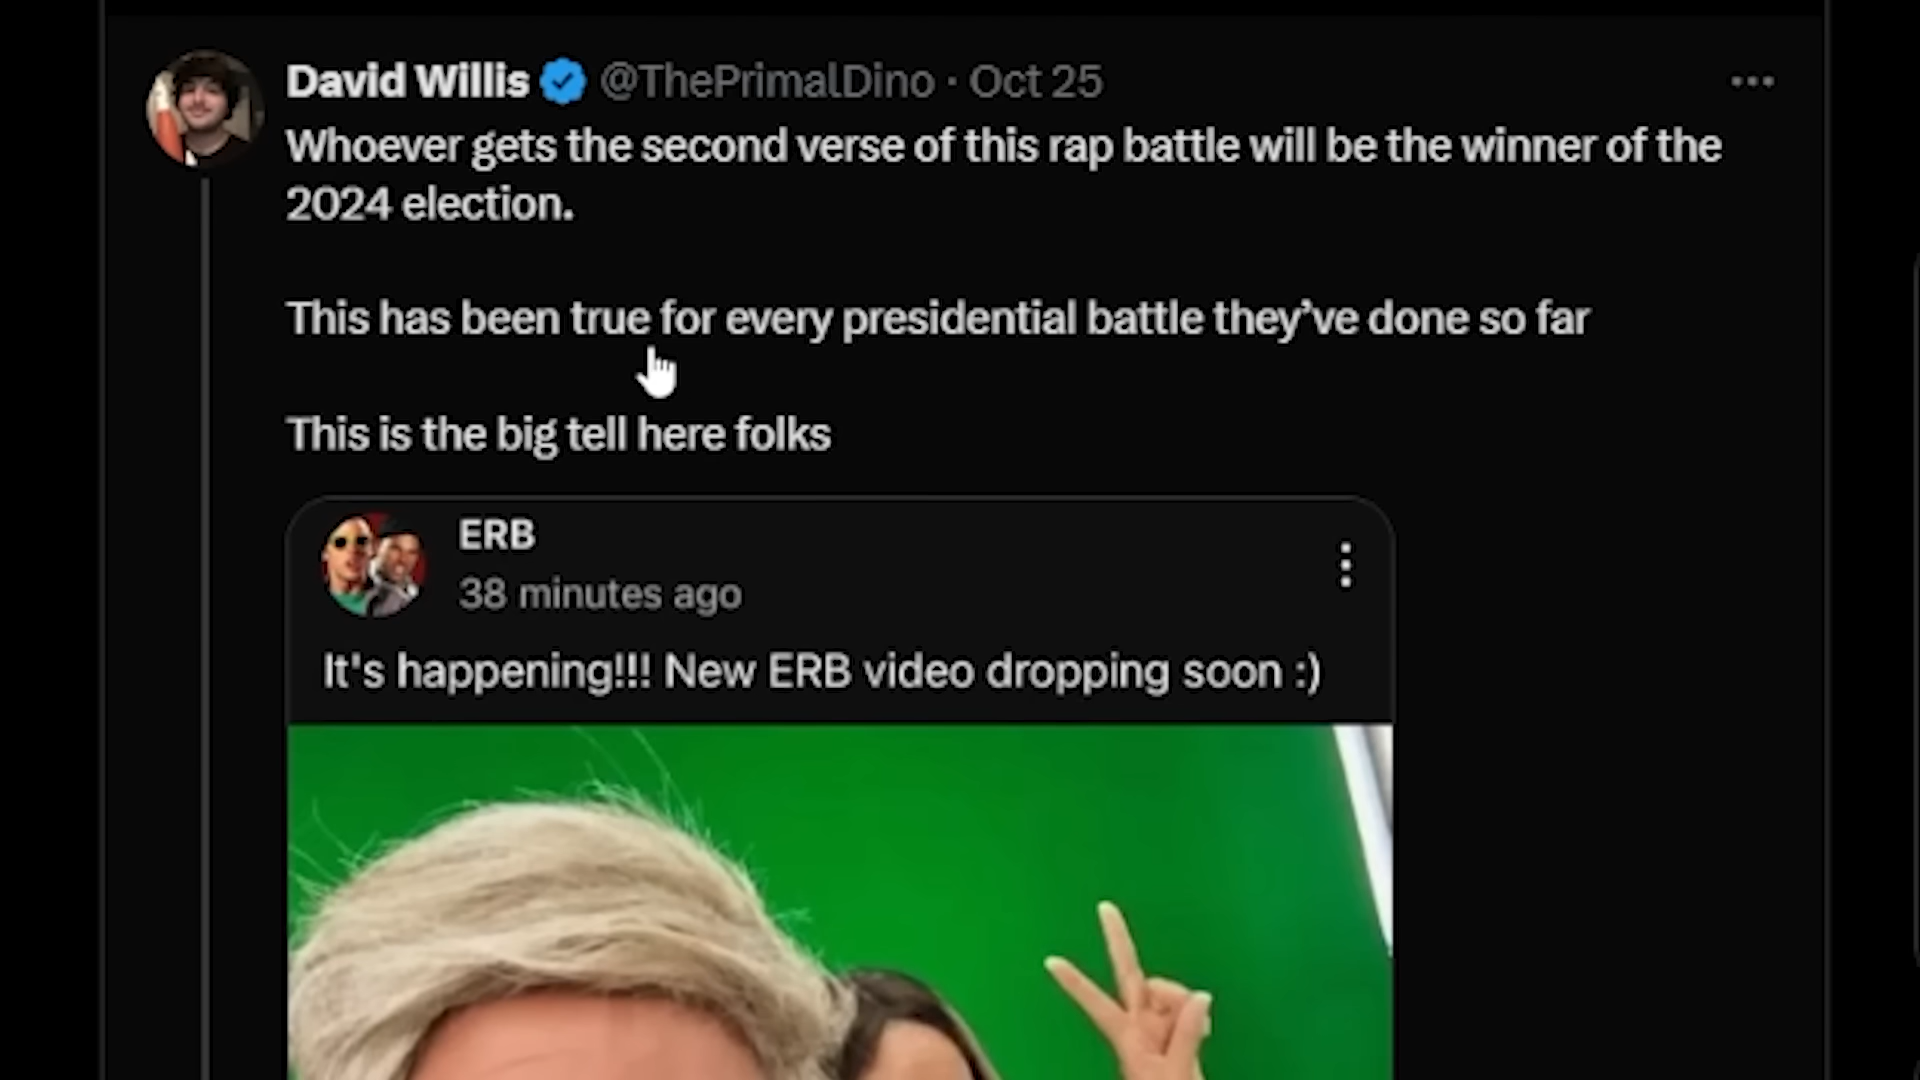 David Willis @ThePrimalDino · Oct 25
Whoever gets the second verse of this rap battle will be the winner of the
2024 election.
This has been true for every presidential battle they’ve done so far
This is the big tell here folks
ERB
38 minutes ago
It's happening!!! New ERB video dropping soon :)